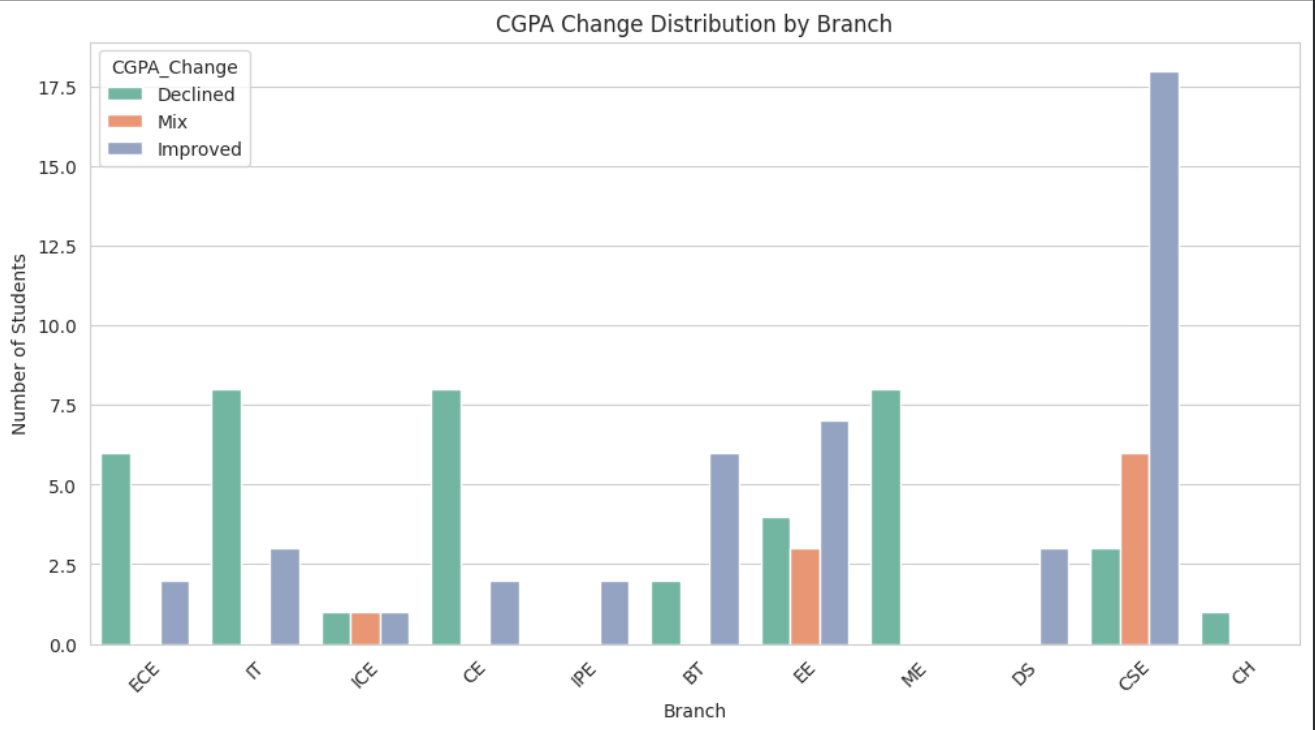 CGPA Change Distribution by Branch
CGPA_Change
Declined
Mix
Improved
17.5
15.0
12.5
10.0
7.5
5.0
2.5
0.0
Number of Students
ECE
IT
ICE
CE
IPE
BT
EE
ME
DS
CSE
CH
Branch